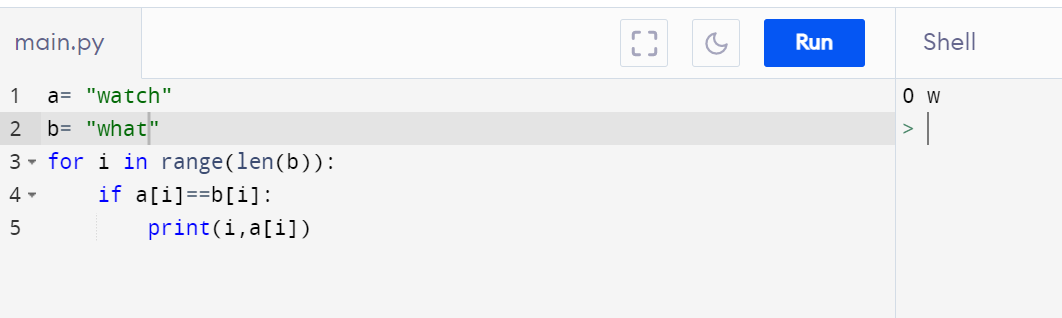 main.py Run Shell
1 a= "watch" 0 w
2 b= "what" >
3 for i in range(len(b)):
4 if a[i]==b[i]:
5 print(i,a[i])